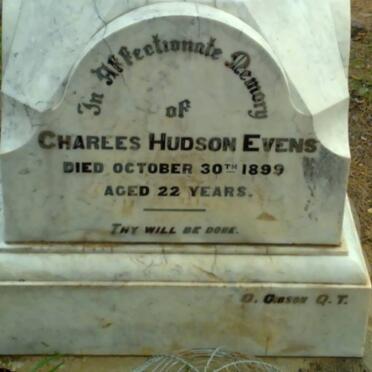 In Affectionate Memory
OF
CHARLES HUDSON EVENS
DIED OCTOBER 30TH 1899
AGED 22 YEARS.
THY WILL BE DONE.
GIBSON Q.T.